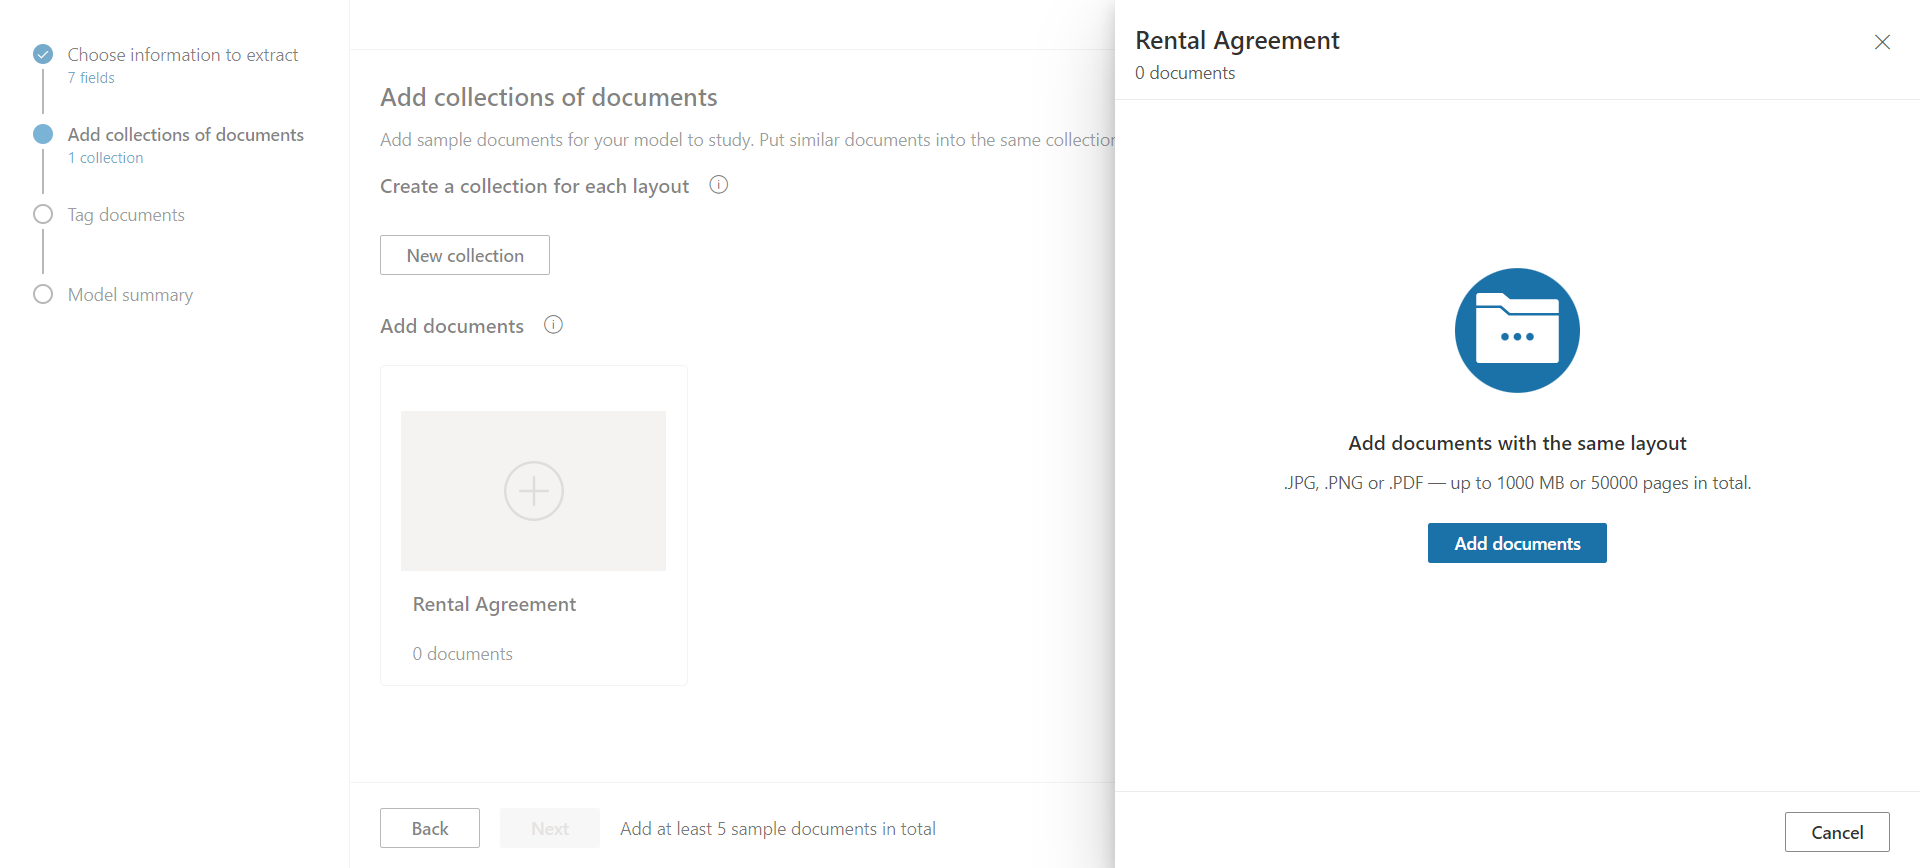 Choose information to extract
7 fields
Add collections of documents
1 collection
Tag documents
Model summary
Add collections of documents
Add sample documents for your model to study. Put similar documents into the same collection
Create a collection for each layout
New collection
Add documents
Rental Agreement
0 documents
Back
Next
Add at least 5 sample documents in total
Rental Agreement
0 documents
Add documents with the same layout
.JPG, .PNG or .PDF — up to 1000 MB or 50000 pages in total.
Add documents
Cancel